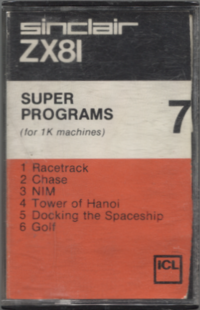 sinclair
ZX81
SUPER
PROGRAMS 7
(for 1K machines)
1 Racetrack
2 Chase
3 NIM
4 Tower of Hanoi
5 Docking the Spaceship
6 Golf
ICL